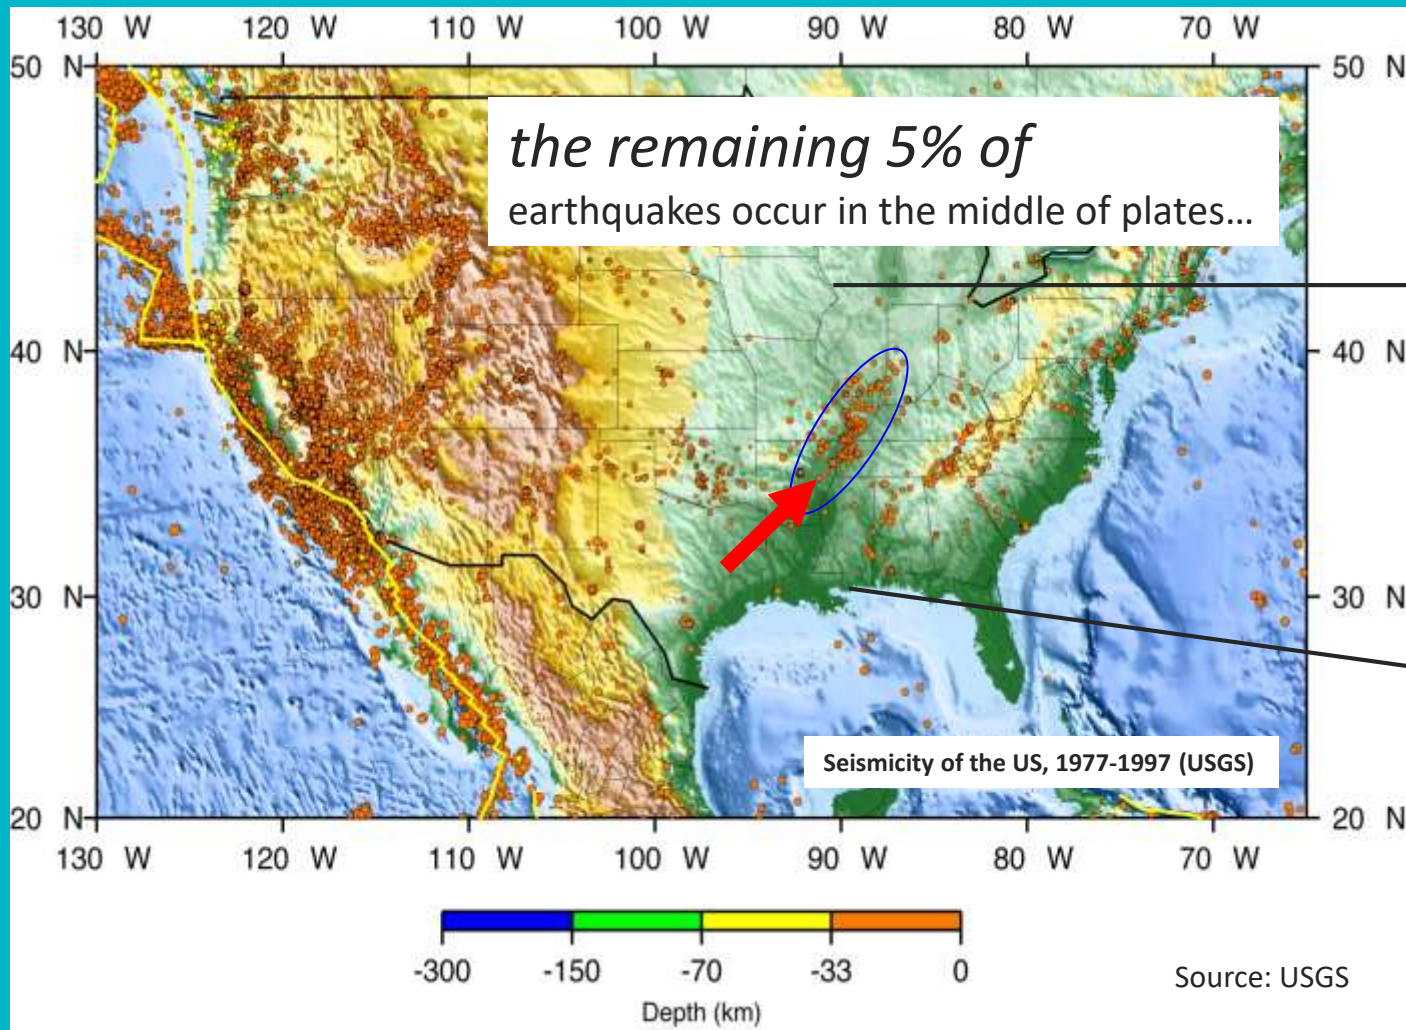 130 W 120 W 110 W 100 W 90 W 80 W 70 W
50 N 50 N
the remaining 5% of
earthquakes occur in the middle of plates…
40 N 40 N
30 N 30 N
Seismicity of the US, 1977-1997 (USGS)
20 N 20 N
130 W 120 W 110 W 100 W 90 W 80 W 70 W
-300 -150 -70 -33 0
Source: USGS
Depth (km)